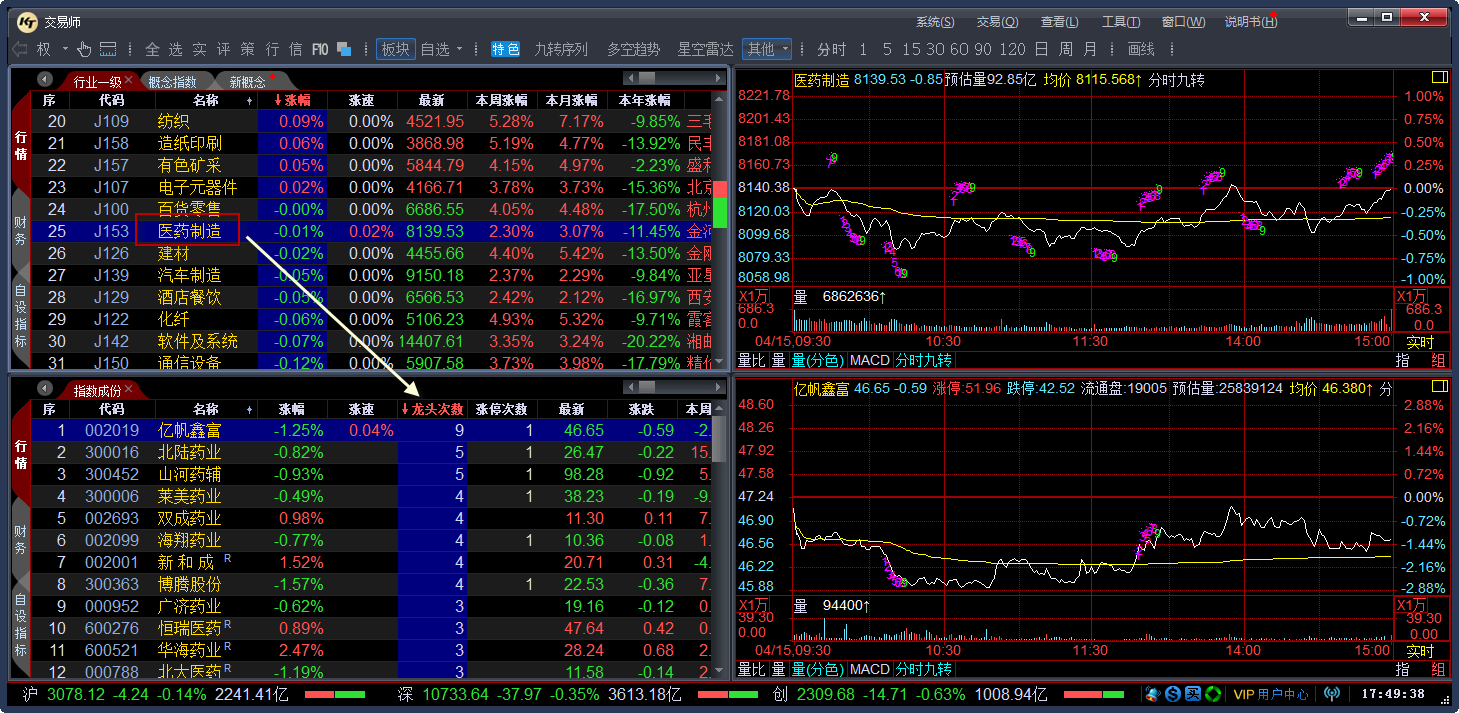 交易师 系统(S) 交易(Q) 查看(L) 工具(T) 窗口(W) 说明书(H)
权 全 选 实 评 策 行 信 F10 板块 自选 特色 九转序列 多空趋势 星空雷达 其他 分时 1 5 15 30 60 90 120 日 周 月 画线
行业一级 概念指数 新概念
序 代码 名称 涨幅 涨速 最新 本周涨幅 本月涨幅 本年涨幅
20 J109 纺织 0.09% 0.00% 4521.95 5.28% 7.17% -9.85% 三毛
21 J158 造纸印刷 0.06% 0.00% 3868.98 5.19% 4.77% -13.92% 民丰
22 J157 有色矿采 0.05% 0.00% 5844.79 4.15% 4.97% -2.23% 盛和
23 J107 电子元器件 0.02% 0.00% 4166.71 3.78% 3.73% -15.36% 北京
24 J100 百货零售 -0.00% 0.00% 6686.55 4.05% 4.48% -17.50% 杭州
25 J153 医药制造 -0.01% 0.02% 8139.53 2.30% 3.07% -11.45% 金河
26 J126 建材 -0.02% 0.00% 4455.66 4.40% 5.42% -13.50% 金刚
27 J139 汽车制造 -0.05% 0.00% 9150.18 2.37% 2.29% -9.84% 亚星
28 J129 酒店餐饮 -0.05% 0.00% 6566.53 2.42% 2.12% -16.97% 西安
29 J122 化纤 -0.06% 0.00% 5106.23 4.93% 5.32% -9.71% 霞客
30 J142 软件及系统 -0.07% 0.00% 14407.61 3.35% 3.24% -20.22% 湘邮
31 J150 通信设备 -0.12% 0.00% 5907.58 3.73% 3.98% -17.79% 精伦
行情
财务
自设指标
医药制造 8139.53 -0.85 预估量92.85亿 均价 8115.568↑ 分时九转
8221.78 1.00%
8201.43 0.75%
8181.08 0.50%
8160.73 0.25%
8140.38 0.00%
8120.03 -0.25%
8099.68 -0.50%
8079.33 -0.75%
8058.98 -1.00%
X1万 量 6862636↑ X1万
686.3 686.3
0.0 0.0
04/15,09:30 10:30 11:30 14:00 15:00 实时
量比 量 量(分色) MACD 分时九转 指 组
指数成份
序 代码 名称 涨幅 涨速 龙头次数 涨停次数 最新 涨跌 本周
1 002019 亿帆鑫富 -1.25% 0.04% 9 1 46.65 -0.59 -2.
2 300016 北陆药业 -0.82% 5 1 26.47 -0.22 15.
3 300452 山河药辅 -0.93% 5 1 98.28 -0.92 5.
4 300006 莱美药业 -0.49% 4 1 38.23 -0.19 -9.
5 002693 双成药业 0.98% 4 11.30 0.11 7.
6 002099 海翔药业 -0.77% 4 1 10.36 -0.08 1.
7 002001 新和成 R 1.52% 4 20.71 0.31 -4.
8 300363 博腾股份 -1.57% 4 1 22.53 -0.36 7.
9 000952 广济药业 -0.62% 3 19.16 -0.12 0.
10 600276 恒瑞医药 R 0.89% 3 47.64 0.42 0.
11 600521 华海药业 R 2.47% 3 28.24 0.68 2.
12 000788 北大医药 R -1.19% 3 11.58 -0.14 2.
行情
财务
自设指标
亿帆鑫富 46.65 -0.59 涨停:51.96 跌停:42.52 流通盘:19005 预估量:25839124 均价 46.380↑ 分
48.60 2.88%
48.26 2.16%
47.92 1.44%
47.58 0.72%
47.24 0.00%
46.90 -0.72%
46.56 -1.44%
46.22 -2.16%
45.88 -2.88%
X1万 量 94400↑ X1万
39.30 39.30
0.00 0.00
04/15,09:30 10:30 11:30 14:00 15:00 实时
量比 量 量(分色) MACD 分时九转 指 组
沪 3078.12 -4.24 -0.14% 2241.41亿 深 10733.64 -37.97 -0.35% 3613.18亿 创 2309.68 -14.71 -0.63% 1008.94亿 买 VIP 用户中心 17:49:38